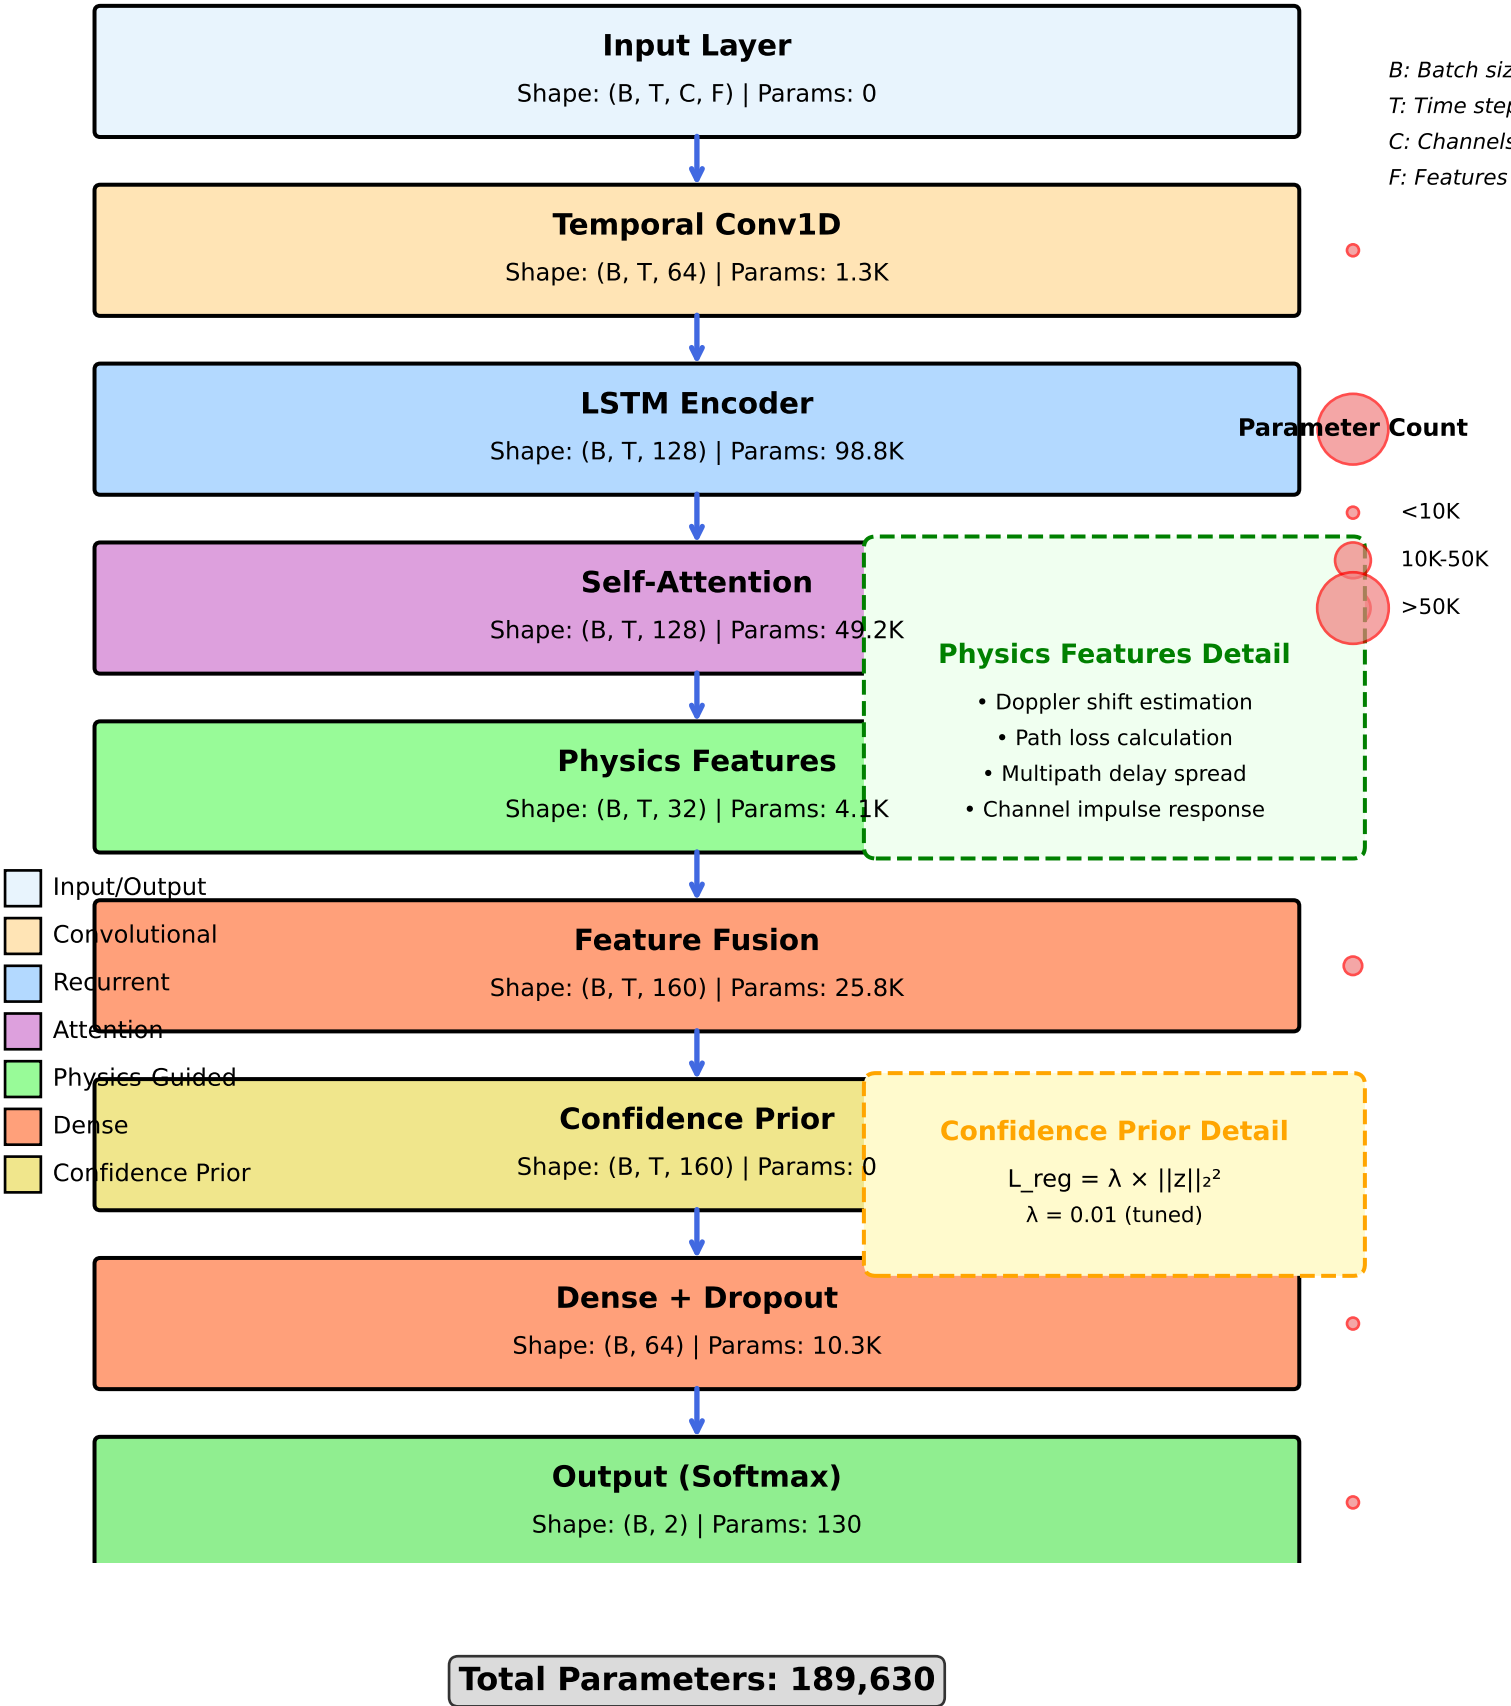 Input Layer
Shape: (B, T, C, F) | Params: 0
B: Batch siz
T: Time step
C: Channels
F: Features
Temporal Conv1D
Shape: (B, T, 64) | Params: 1.3K
LSTM Encoder
Shape: (B, T, 128) | Params: 98.8K
Parameter Count
<10K
10K-50K
>50K
Self-Attention
Shape: (B, T, 128) | Params: 49.2K
Physics Features Detail
• Doppler shift estimation
• Path loss calculation
• Multipath delay spread
• Channel impulse response
Physics Features
Shape: (B, T, 32) | Params: 4.1K
Input/Output
Convolutional
Recurrent
Attention
Physics-Guided
Dense
Confidence Prior
Feature Fusion
Shape: (B, T, 160) | Params: 25.8K
Confidence Prior
Shape: (B, T, 160) | Params: 0
Confidence Prior Detail
L_reg = λ × ||z||₂²
λ = 0.01 (tuned)
Dense + Dropout
Shape: (B, 64) | Params: 10.3K
Output (Softmax)
Shape: (B, 2) | Params: 130
Total Parameters: 189,630